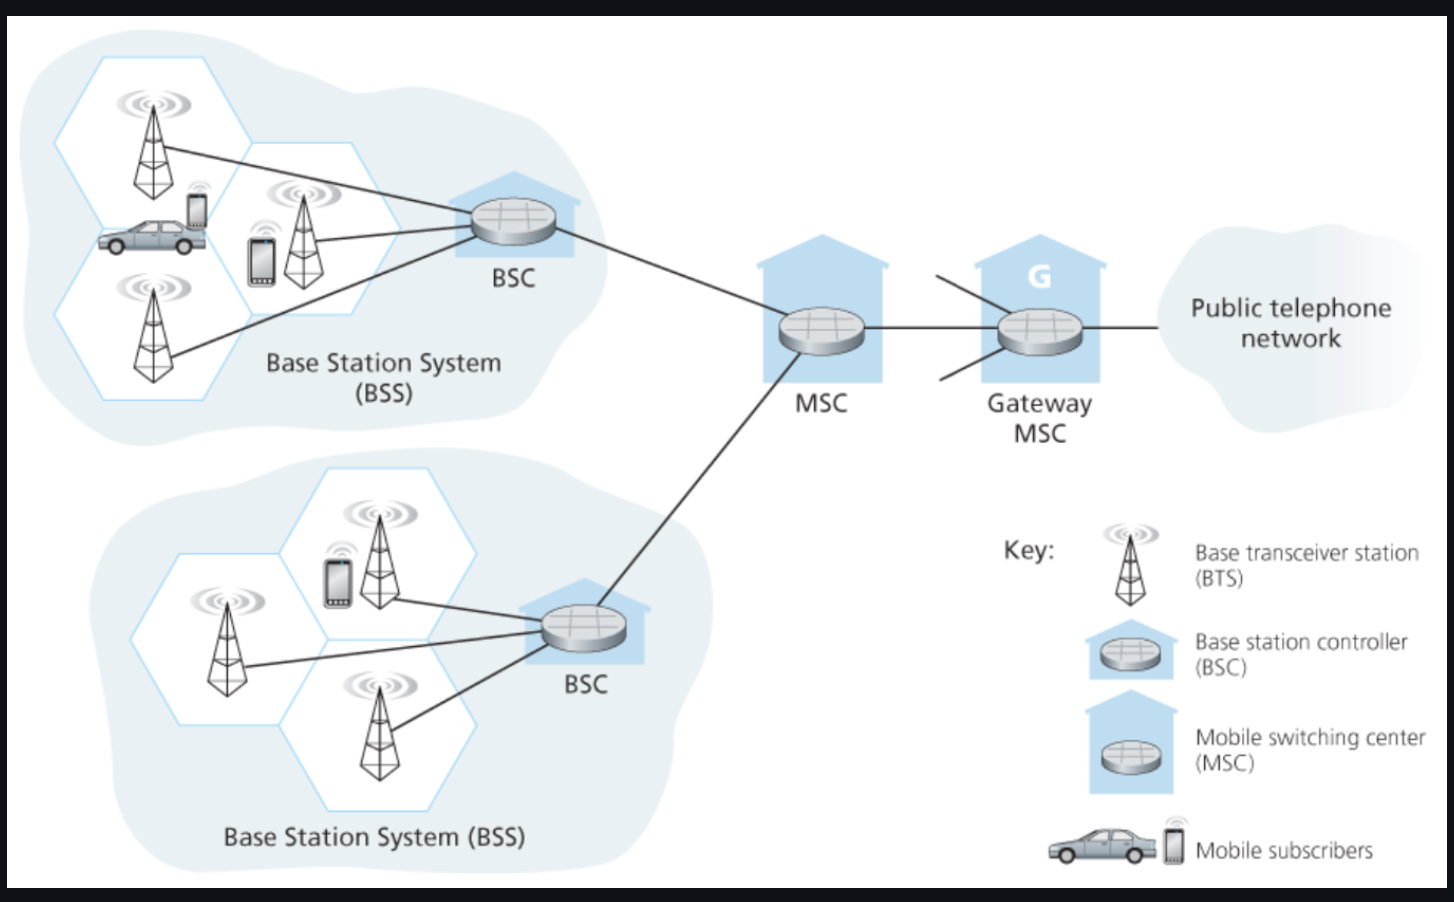 BSC
Base Station System
(BSS)
MSC
G
Gateway
MSC
Public telephone
network
BSC
Base Station System (BSS)
Key:
Base transceiver station
(BTS)
Base station controller
(BSC)
Mobile switching center
(MSC)
Mobile subscribers